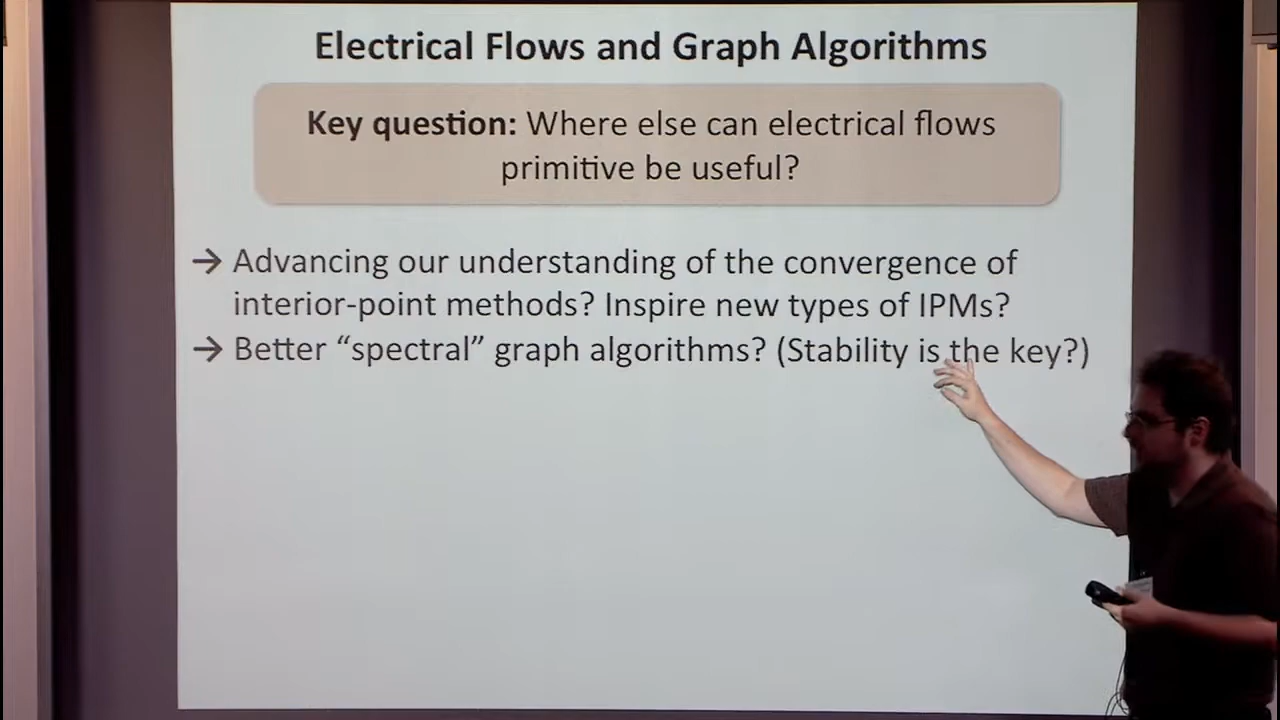 Electrical Flows and Graph Algorithms
Key question: Where else can electrical flows
primitive be useful?
→ Advancing our understanding of the convergence of
interior-point methods? Inspire new types of IPMs?
→ Better “spectral” graph algorithms? (Stability is the key?)